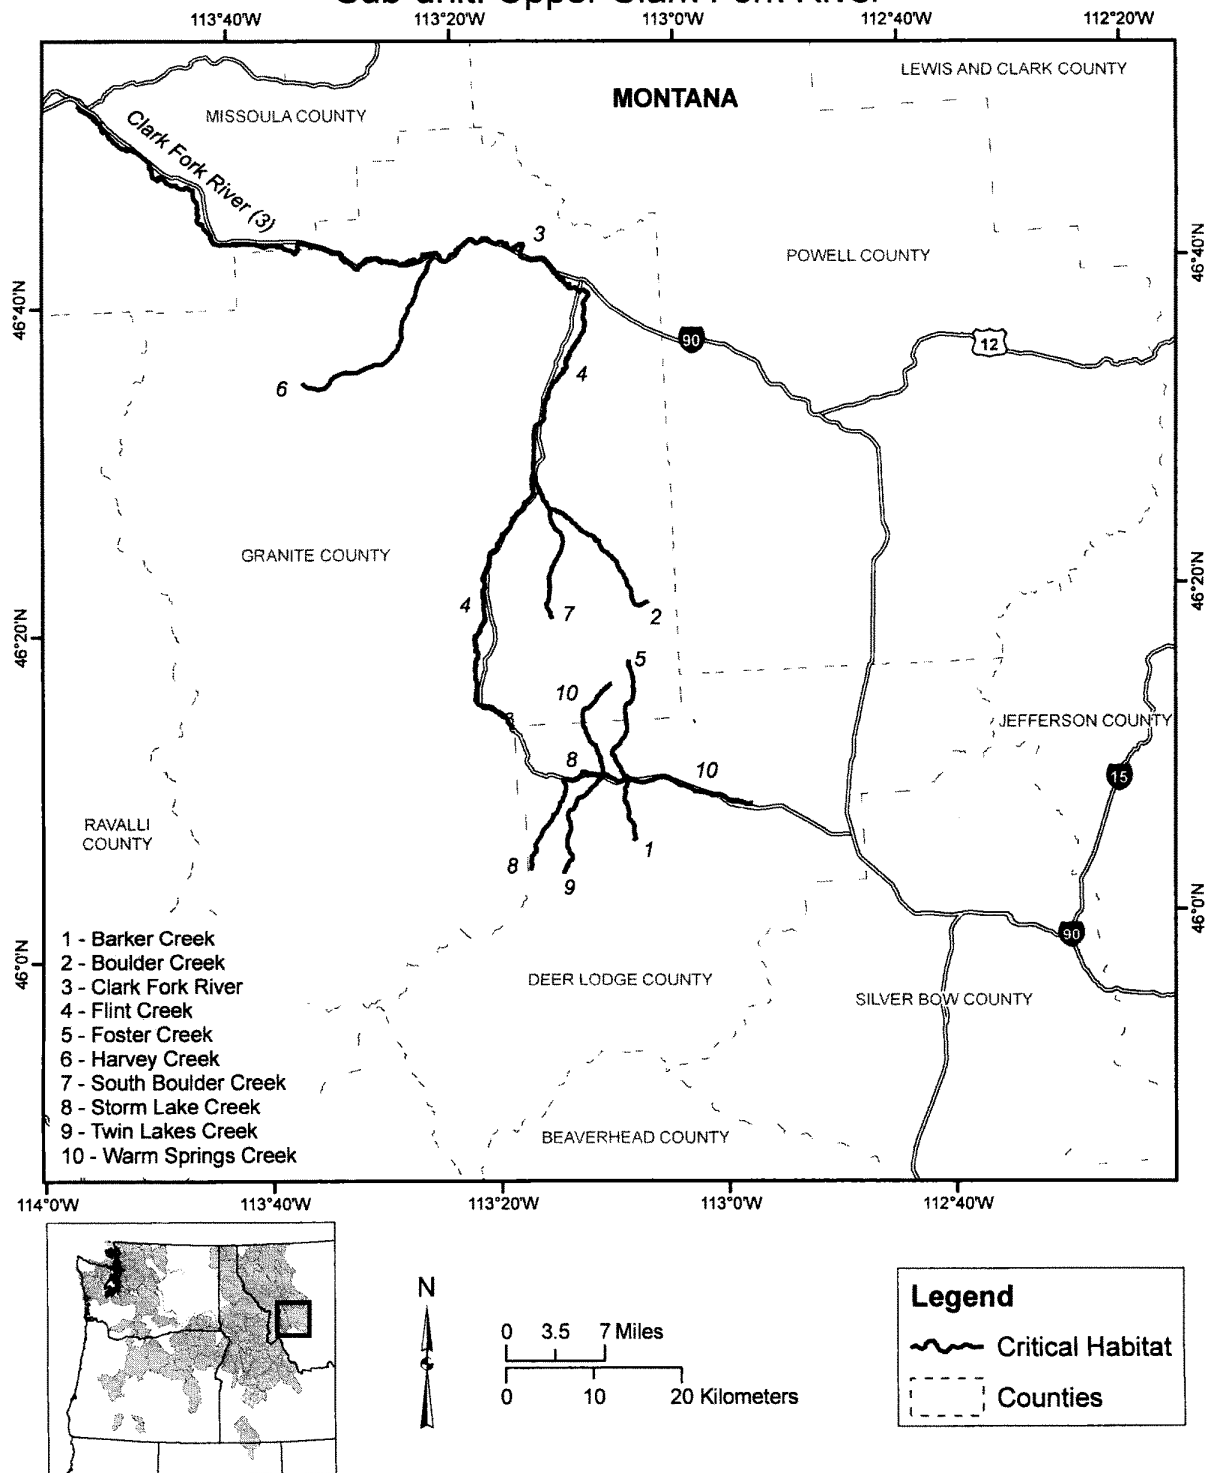 Sub-unit: Upper Clark Fork River
113°40'W 113°20'W 113°0'W 112°40'W 112°20'W
LEWIS AND CLARK COUNTY
MONTANA
MISSOULA COUNTY
Clark Fork River (3)
3
46°40'N
POWELL COUNTY
46°40'N
90
12
4
6
GRANITE COUNTY
46°20'N
4
7
2
46°20'N
5
10
JEFFERSON COUNTY
8
10
15
RAVALLI
COUNTY
1
8
9
46°0'N
90
46°0'N
1 - Barker Creek
2 - Boulder Creek
3 - Clark Fork River
4 - Flint Creek
5 - Foster Creek
6 - Harvey Creek
7 - South Boulder Creek
8 - Storm Lake Creek
9 - Twin Lakes Creek
10 - Warm Springs Creek
DEER LODGE COUNTY
SILVER BOW COUNTY
BEAVERHEAD COUNTY
114°0'W 113°40'W 113°20'W 113°0'W 112°40'W
N
0 3.5 7 Miles
0 10 20 Kilometers
Legend
Critical Habitat
Counties